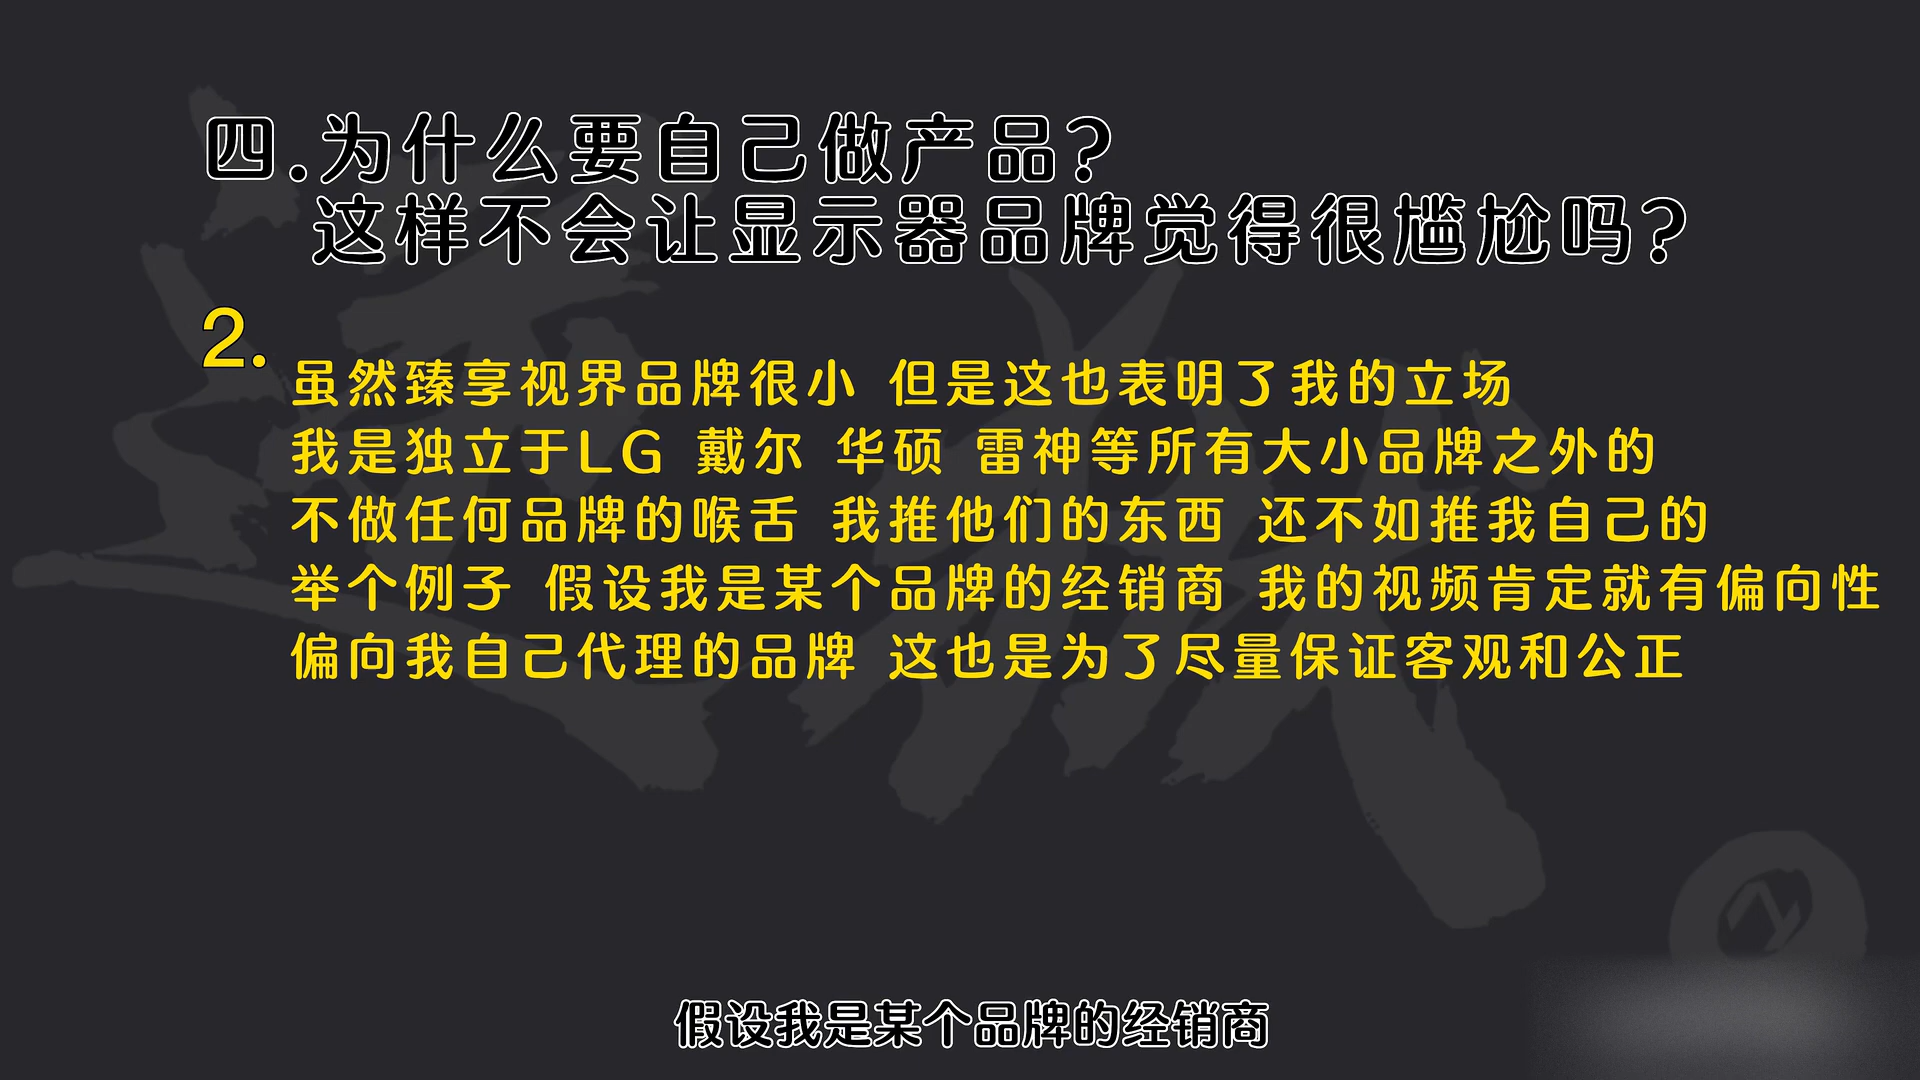 四.为什么要自己做产品?
这样不会让显示器品牌觉得很尴尬吗?
2.
虽然臻享视界品牌很小 但是这也表明了我的立场
我是独立于LG 戴尔 华硕 雷神等所有大小品牌之外的
不做任何品牌的喉舌 我推他们的东西 还不如推我自己的
举个例子 假设我是某个品牌的经销商 我的视频肯定就有偏向性
偏向我自己代理的品牌 这也是为了尽量保证客观和公正
假设我是某个品牌的经销商